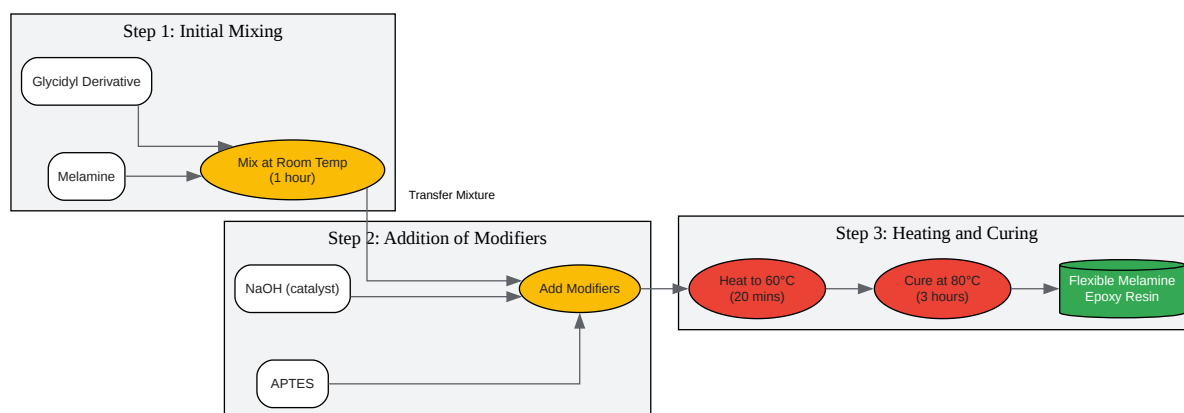 Step 1: Initial Mixing
Glycidyl Derivative
Melamine
Mix at Room Temp
(1 hour)
Transfer Mixture
Step 2: Addition of Modifiers
NaOH (catalyst)
APTES
Add Modifiers
Step 3: Heating and Curing
Heat to 60°C
(20 mins)
Cure at 80°C
(3 hours)
Flexible Melamine
Epoxy Resin